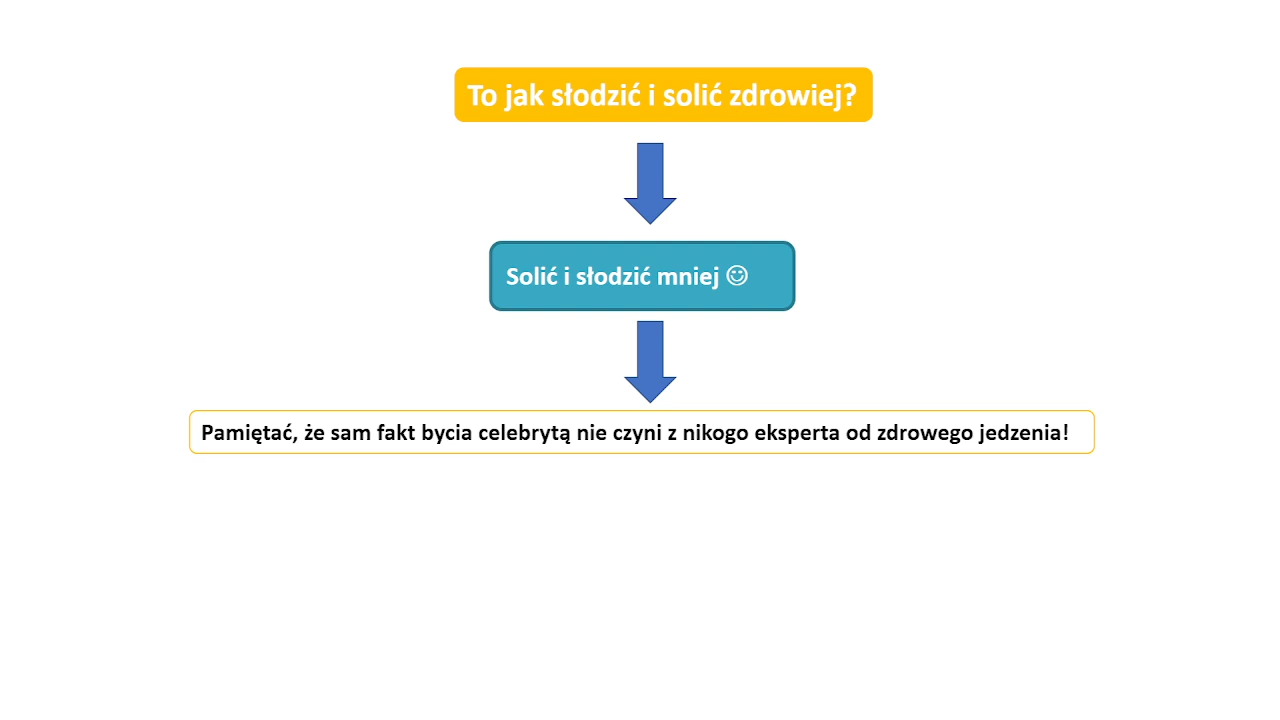 To jak słodzić i solić zdrowiej?
Solić i słodzić mniej ☺
Pamiętać, że sam fakt bycia celebrytą nie czyni z nikogo eksperta od zdrowego jedzenia!